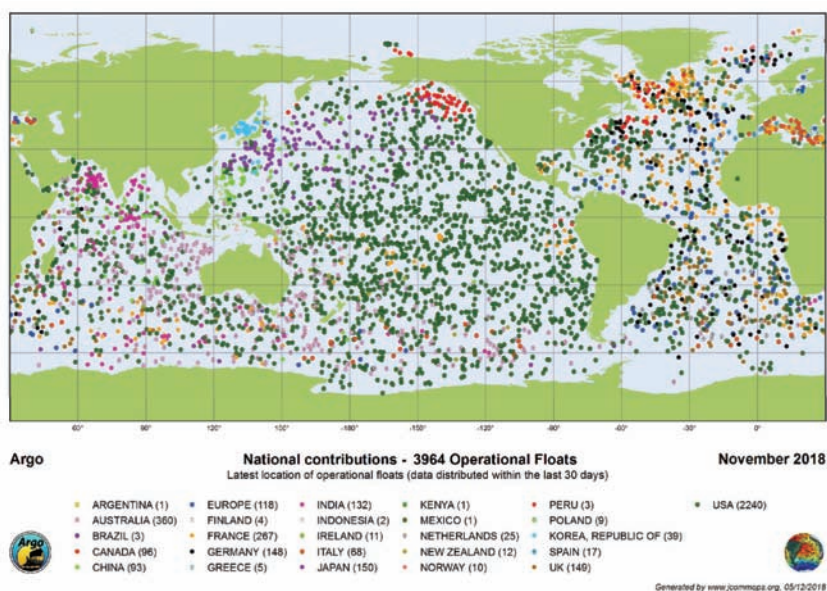 60° 90° 120° -150° -180° -150° -120° -90° -60° -30° 0°
Argo National contributions - 3964 Operational Floats November 2018
Latest location of operational floats (data distributed within the last 30 days)
ARGENTINA (1) EUROPE (118) INDIA (132) KENYA (1) PERU (3) USA (2240)
AUSTRALIA (360) FINLAND (4) INDONESIA (2) MEXICO (1) POLAND (9)
BRAZIL (3) FRANCE (267) IRELAND (11) NETHERLANDS (25) KOREA, REPUBLIC OF (39)
CANADA (96) GERMANY (148) ITALY (68) NEW ZEALAND (12) SPAIN (17)
CHINA (93) GREECE (5) JAPAN (150) NORWAY (10) UK (149)
Argo
Generated by www.jcommops.org, 05/12/2018